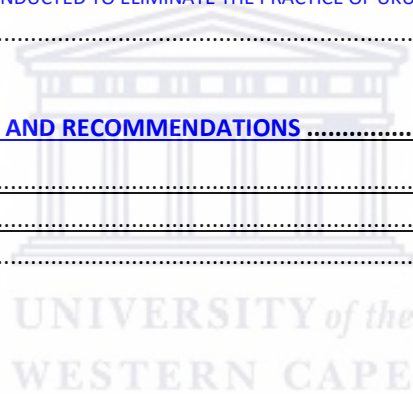 NDUCTED TO ELIMINATE THE PRACTICE OF UKU
................................................................
AND RECOMMENDATIONS ................
................................................................
................................................................
................................................................
UNIVERSITY of the
WESTERN CAPE